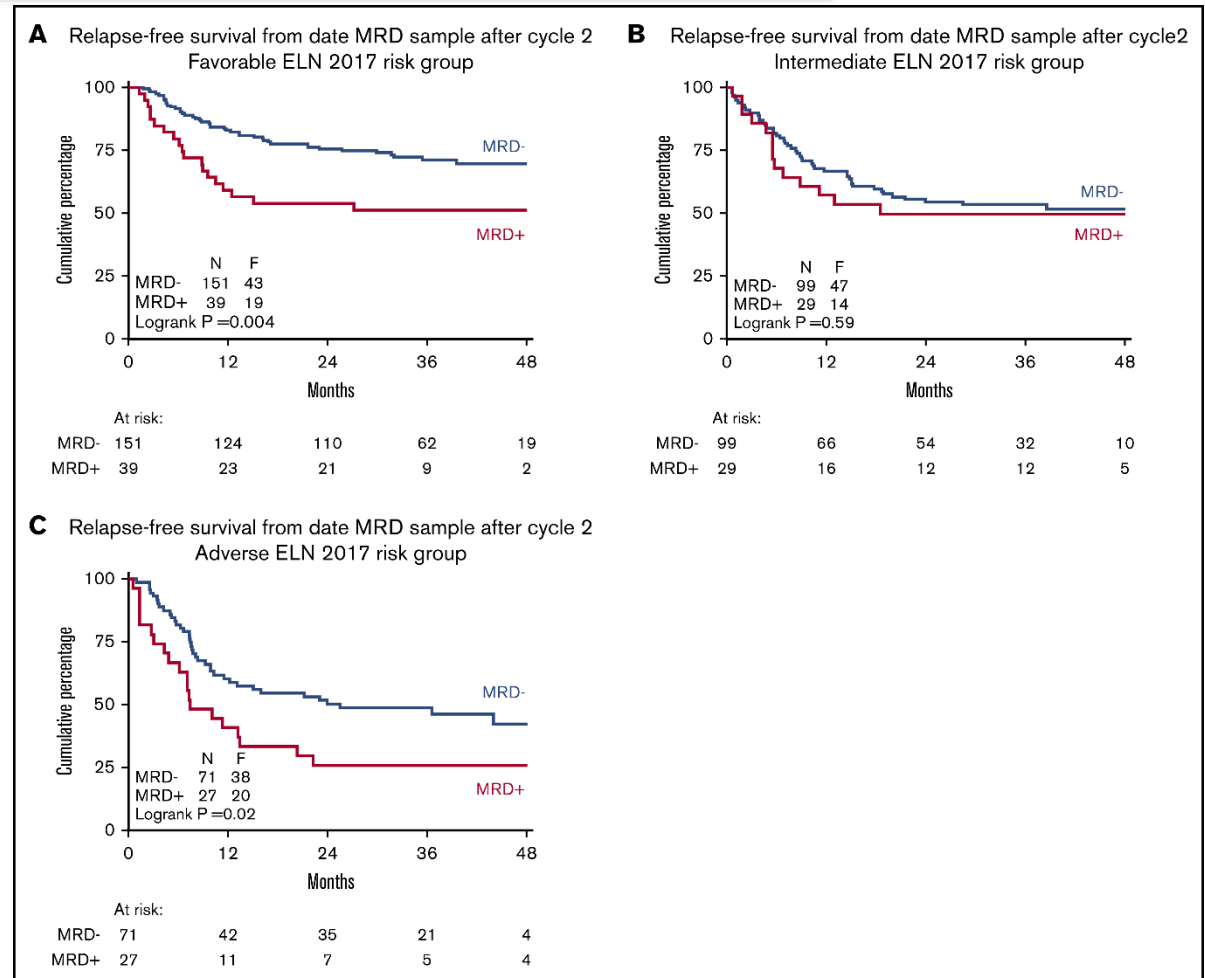 A Relapse-free survival from date MRD sample after cycle 2
Favorable ELN 2017 risk group
100
75
50
25
0
Cumulative percentage
MRD-
MRD+
N F
MRD- 151 43
MRD+ 39 19
Logrank P =0.004
0 12 24 36 48
Months
At risk:
MRD- 151 124 110 62 19
MRD+ 39 23 21 9 2
B Relapse-free survival from date MRD sample after cycle2
Intermediate ELN 2017 risk group
100
75
50
25
0
Cumulative percentage
MRD-
MRD+
N F
MRD- 99 47
MRD+ 29 14
Logrank P =0.59
0 12 24 36 48
Months
At risk:
MRD- 99 66 54 32 10
MRD+ 29 16 12 12 5
C Relapse-free survival from date MRD sample after cycle 2
Adverse ELN 2017 risk group
100
75
50
25
0
Cumulative percentage
MRD-
MRD+
N F
MRD- 71 38
MRD+ 27 20
Logrank P =0.02
0 12 24 36 48
Months
At risk:
MRD- 71 42 35 21 4
MRD+ 27 11 7 5 4